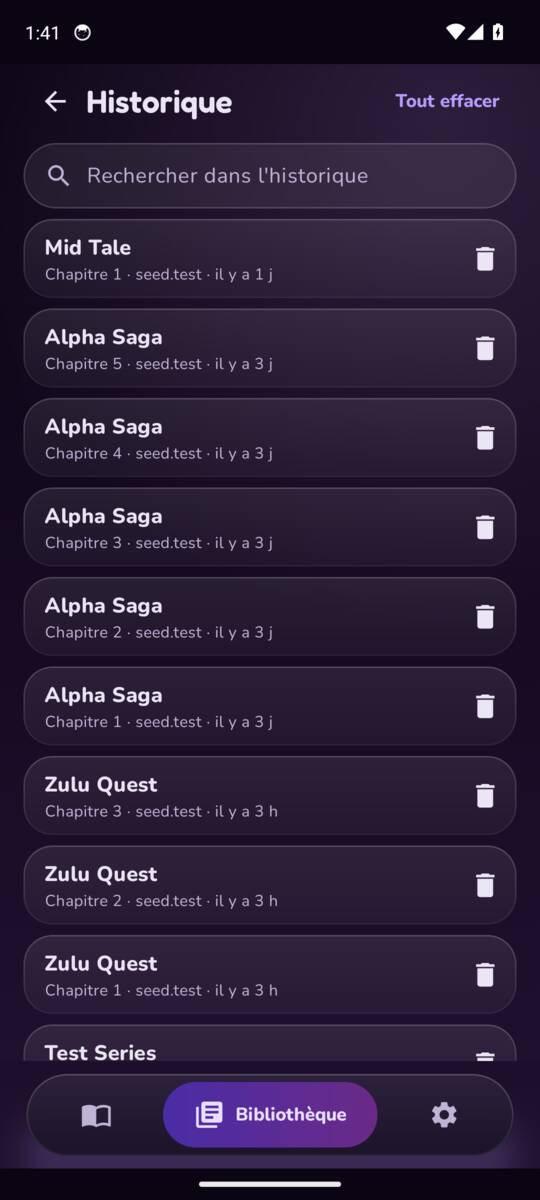 1:41
Historique
Tout effacer
Rechercher dans l'historique
Mid Tale
Chapitre 1 · seed.test · il y a 1 j
Alpha Saga
Chapitre 5 · seed.test · il y a 3 j
Alpha Saga
Chapitre 4 · seed.test · il y a 3 j
Alpha Saga
Chapitre 3 · seed.test · il y a 3 j
Alpha Saga
Chapitre 2 · seed.test · il y a 3 j
Alpha Saga
Chapitre 1 · seed.test · il y a 3 j
Zulu Quest
Chapitre 3 · seed.test · il y a 3 h
Zulu Quest
Chapitre 2 · seed.test · il y a 3 h
Zulu Quest
Chapitre 1 · seed.test · il y a 3 h
Test Series
Bibliothèque